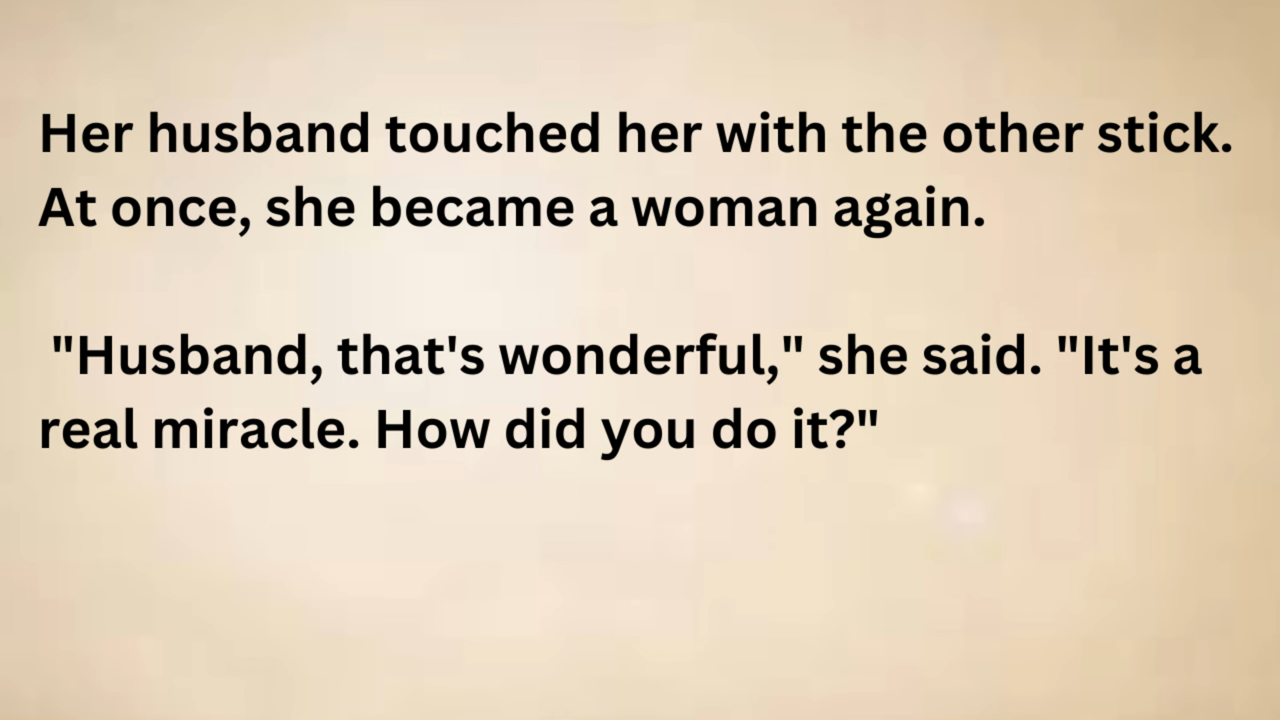 Her husband touched her with the other stick.
At once, she became a woman again.
"Husband, that's wonderful," she said. "It's a
real miracle. How did you do it?"